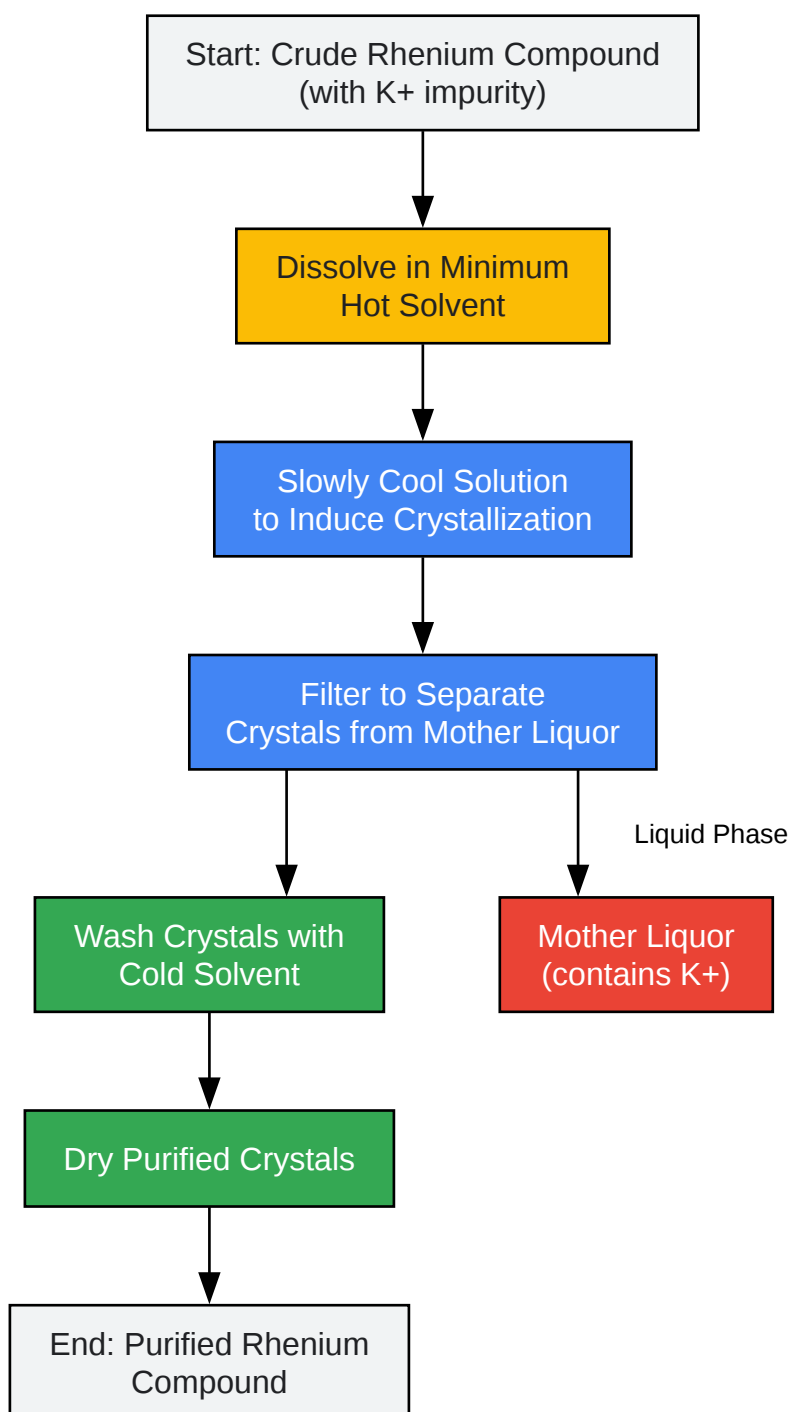 Start: Crude Rhenium Compound
(with K+ impurity)
Dissolve in Minimum
Hot Solvent
Slowly Cool Solution
to Induce Crystallization
Filter to Separate
Crystals from Mother Liquor
Liquid Phase
Wash Crystals with
Cold Solvent
Mother Liquor
(contains K+)
Dry Purified Crystals
End: Purified Rhenium
Compound